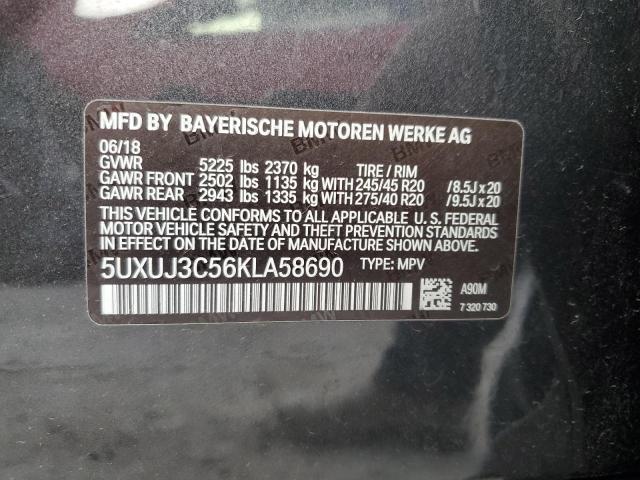 MFD BY BAYERISCHE MOTOREN WERKE AG
06/18
GVWR 5225 lbs 2370 kg TIRE / RIM
GAWR FRONT 2502 lbs 1135 kg WITH 245/45 R20 /8.5J x 20
GAWR REAR 2943 lbs 1335 kg WITH 275/40 R20 /9.5J x 20
THIS VEHICLE CONFORMS TO ALL APPLICABLE U. S. FEDERAL
MOTOR VEHICLE SAFETY AND THEFT PREVENTION STANDARDS
IN EFFECT ON THE DATE OF MANUFACTURE SHOWN ABOVE.
5UXUJ3C56KLA58690 TYPE: MPV
A90M
7 320 730